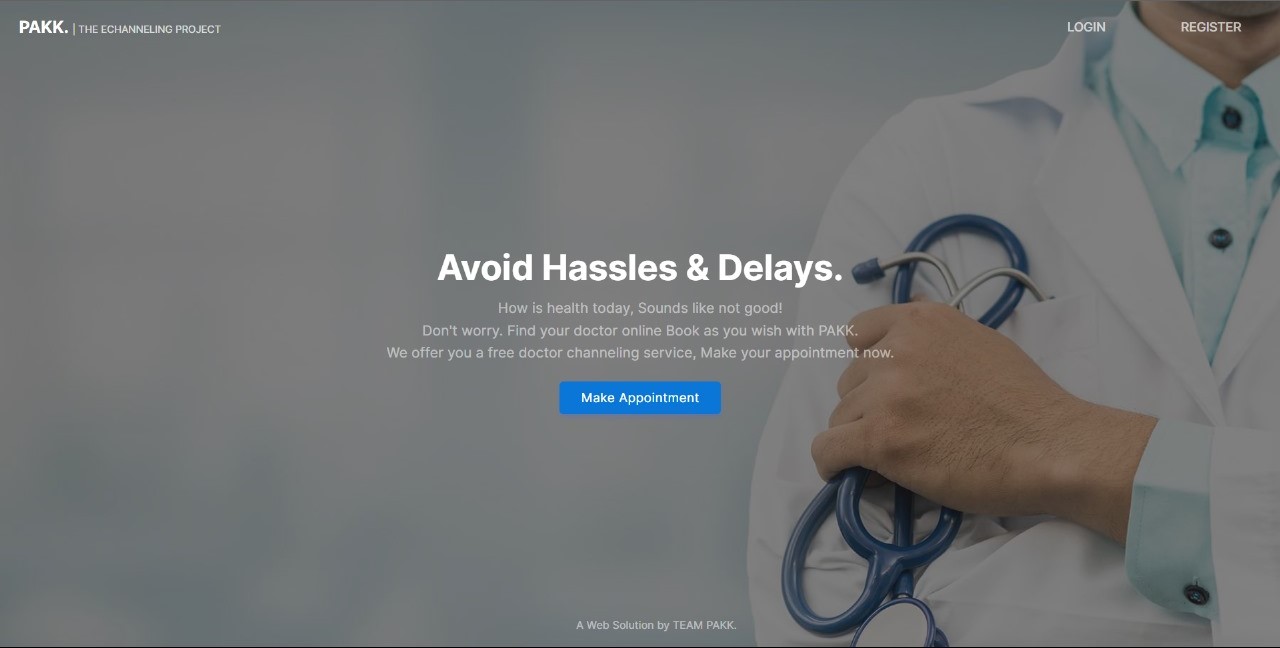 PAKK. | THE ECHANNELING PROJECT
LOGIN
REGISTER
Avoid Hassles & Delays.
How is health today, Sounds like not good!
Don't worry. Find your doctor online Book as you wish with PAKK.
We offer you a free doctor channeling service, Make your appointment now.
Make Appointment
A Web Solution by TEAM PAKK.